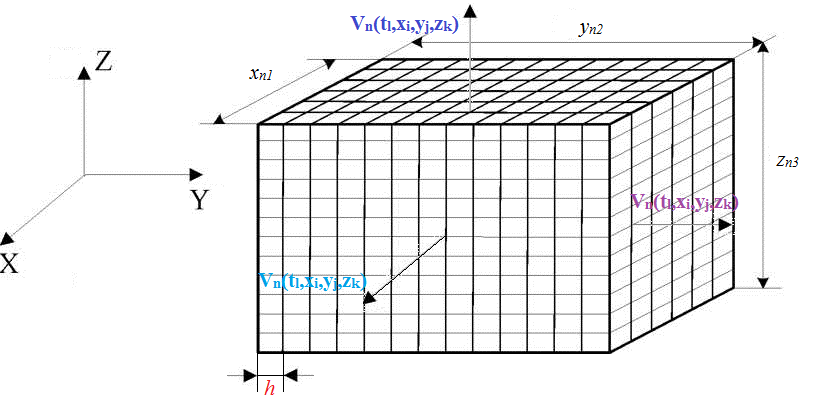 Vn(tl,xi,yj,zk)
yn2
Z
xn1
zn3
Y
Vn(tl,xi,yj,zk)
X
Vn(tl,xi,yj,zk)
h